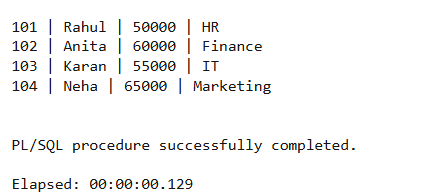 101 | Rahul | 50000 | HR
102 | Anita | 60000 | Finance
103 | Karan | 55000 | IT
104 | Neha | 65000 | Marketing
PL/SQL procedure successfully completed.
Elapsed: 00:00:00.129